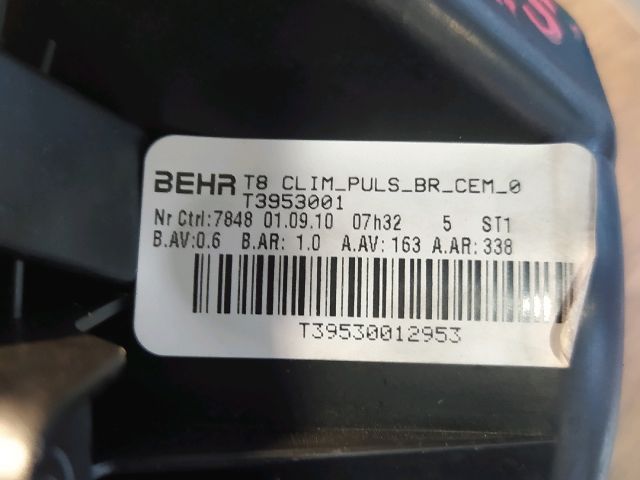 BEHR T8 CLIM_PULS_BR_CEM_0
T3953001
Nr Ctrl:7848 01.09.10 07h32 5 ST1
B.AV:0.6 B.AR: 1.0 A.AV: 163 A.AR: 338
T39530012953